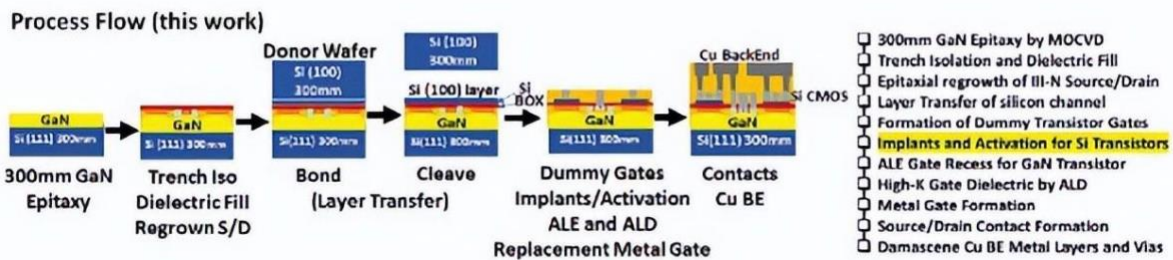 Process Flow (this work)
GaN
Si(111) 300mm
300mm GaN
Epitaxy
GaN
Si (111) 300mm
Trench Iso
Dielectric Fill
Regrown S/D
Donor Wafer
Si (100)
300mm
GaN
Si(111) 300mm
Bond
(Layer Transfer)
Si (100)
300mm
Si (100) layer
Si
BOX
GaN
Si(111) 300mm
Cleave
GaN
Si(111) 300mm
Dummy Gates
Implants/Activation
ALE and ALD
Replacement Metal Gate
Cu BackEnd
Si CMOS
GaN
Si(111) 300mm
Contacts
Cu BE
300mm GaN Epitaxy by MOCVD
Trench Isolation and Dielectric Fill
Epitaxial regrowth of III-N Source/Drain
Layer Transfer of silicon channel
Formation of Dummy Transistor Gates
Implants and Activation for Si Transistors
ALE Gate Recess for GaN Transistor
High-K Gate Dielectric by ALD
Metal Gate Formation
Source/Drain Contact Formation
Damascene Cu BE Metal Layers and Vias